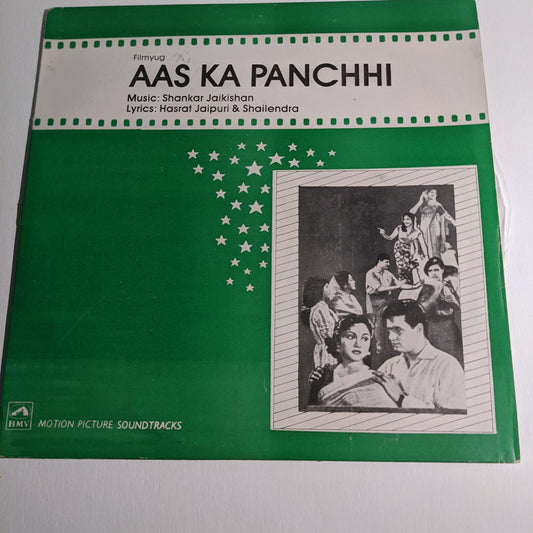 Filmyug
AAS KA PANCHHI
Music: Shankar Jaikishan
Lyrics: Hasrat Jaipuri & Shailendra
HMV
MOTION PICTURE SOUNDTRACKS